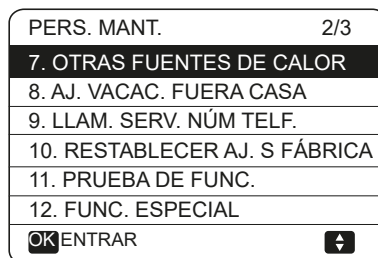 PERS. MANT. 2/3
7. OTRAS FUENTES DE CALOR
8. AJ. VACAC. FUERA CASA
9. LLAM. SERV. NÚM TELF.
10. RESTABLECER AJ. S FÁBRICA
11. PRUEBA DE FUNC.
12. FUNC. ESPECIAL
OK ENTRAR